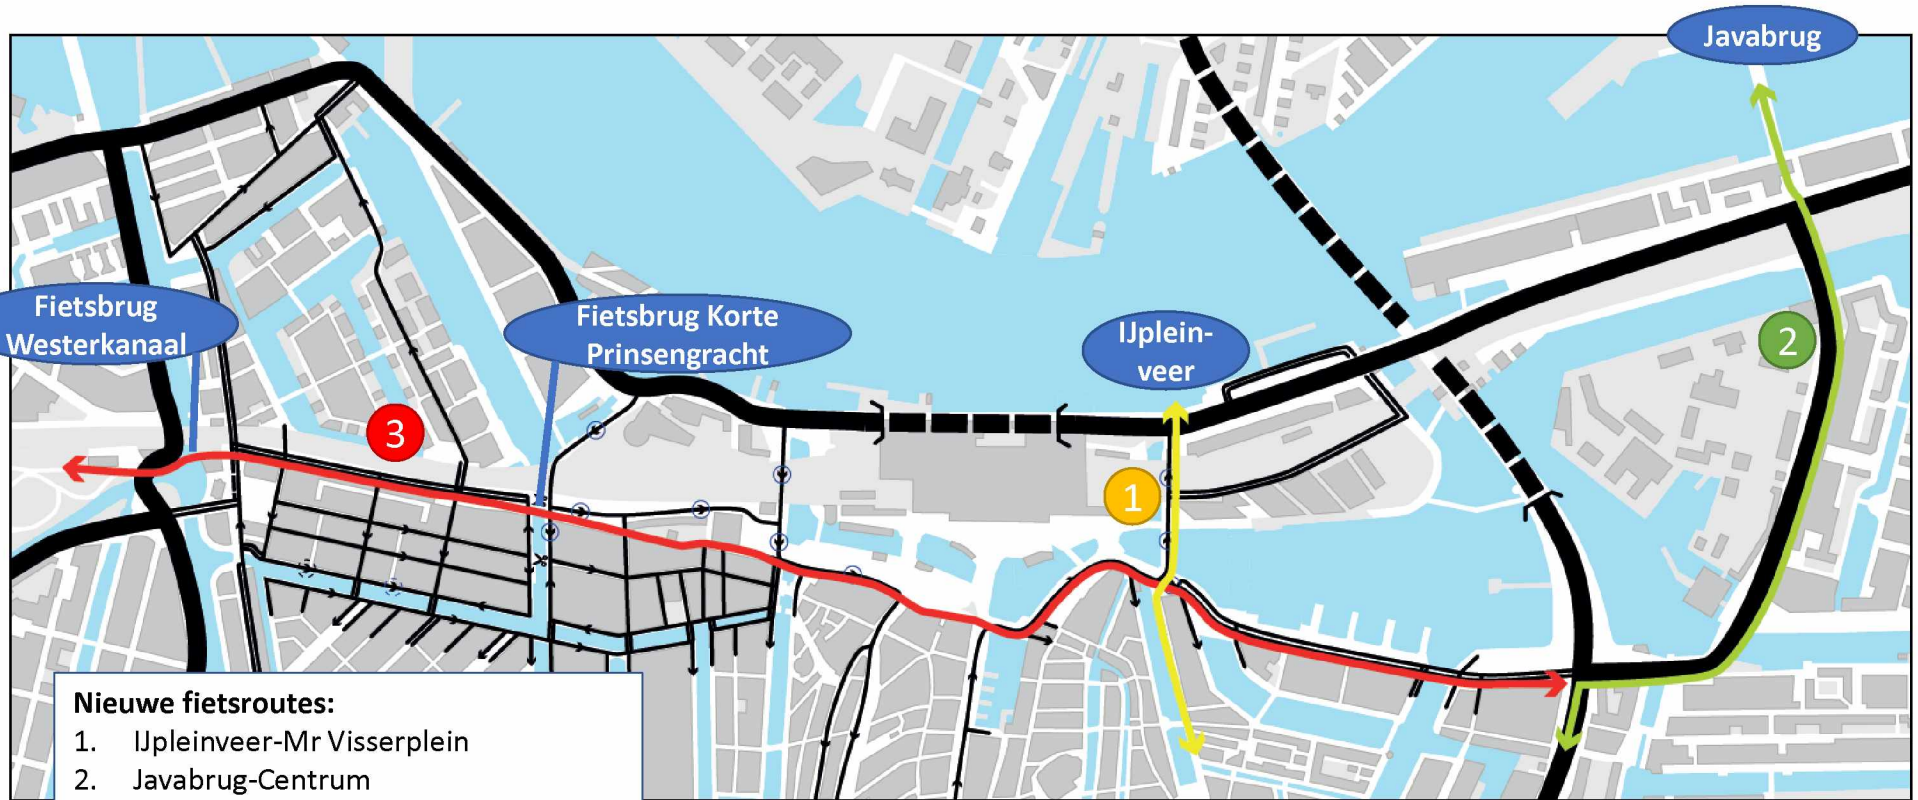 Javabrug
Fietsbrug
Westerkanaal
Fietsbrug Korte
Prinsengracht
IJplein-
veer
2
3
1
Nieuwe fietsroutes:
1. IJpleinveer-Mr Visserplein
2. Javabrug-Centrum